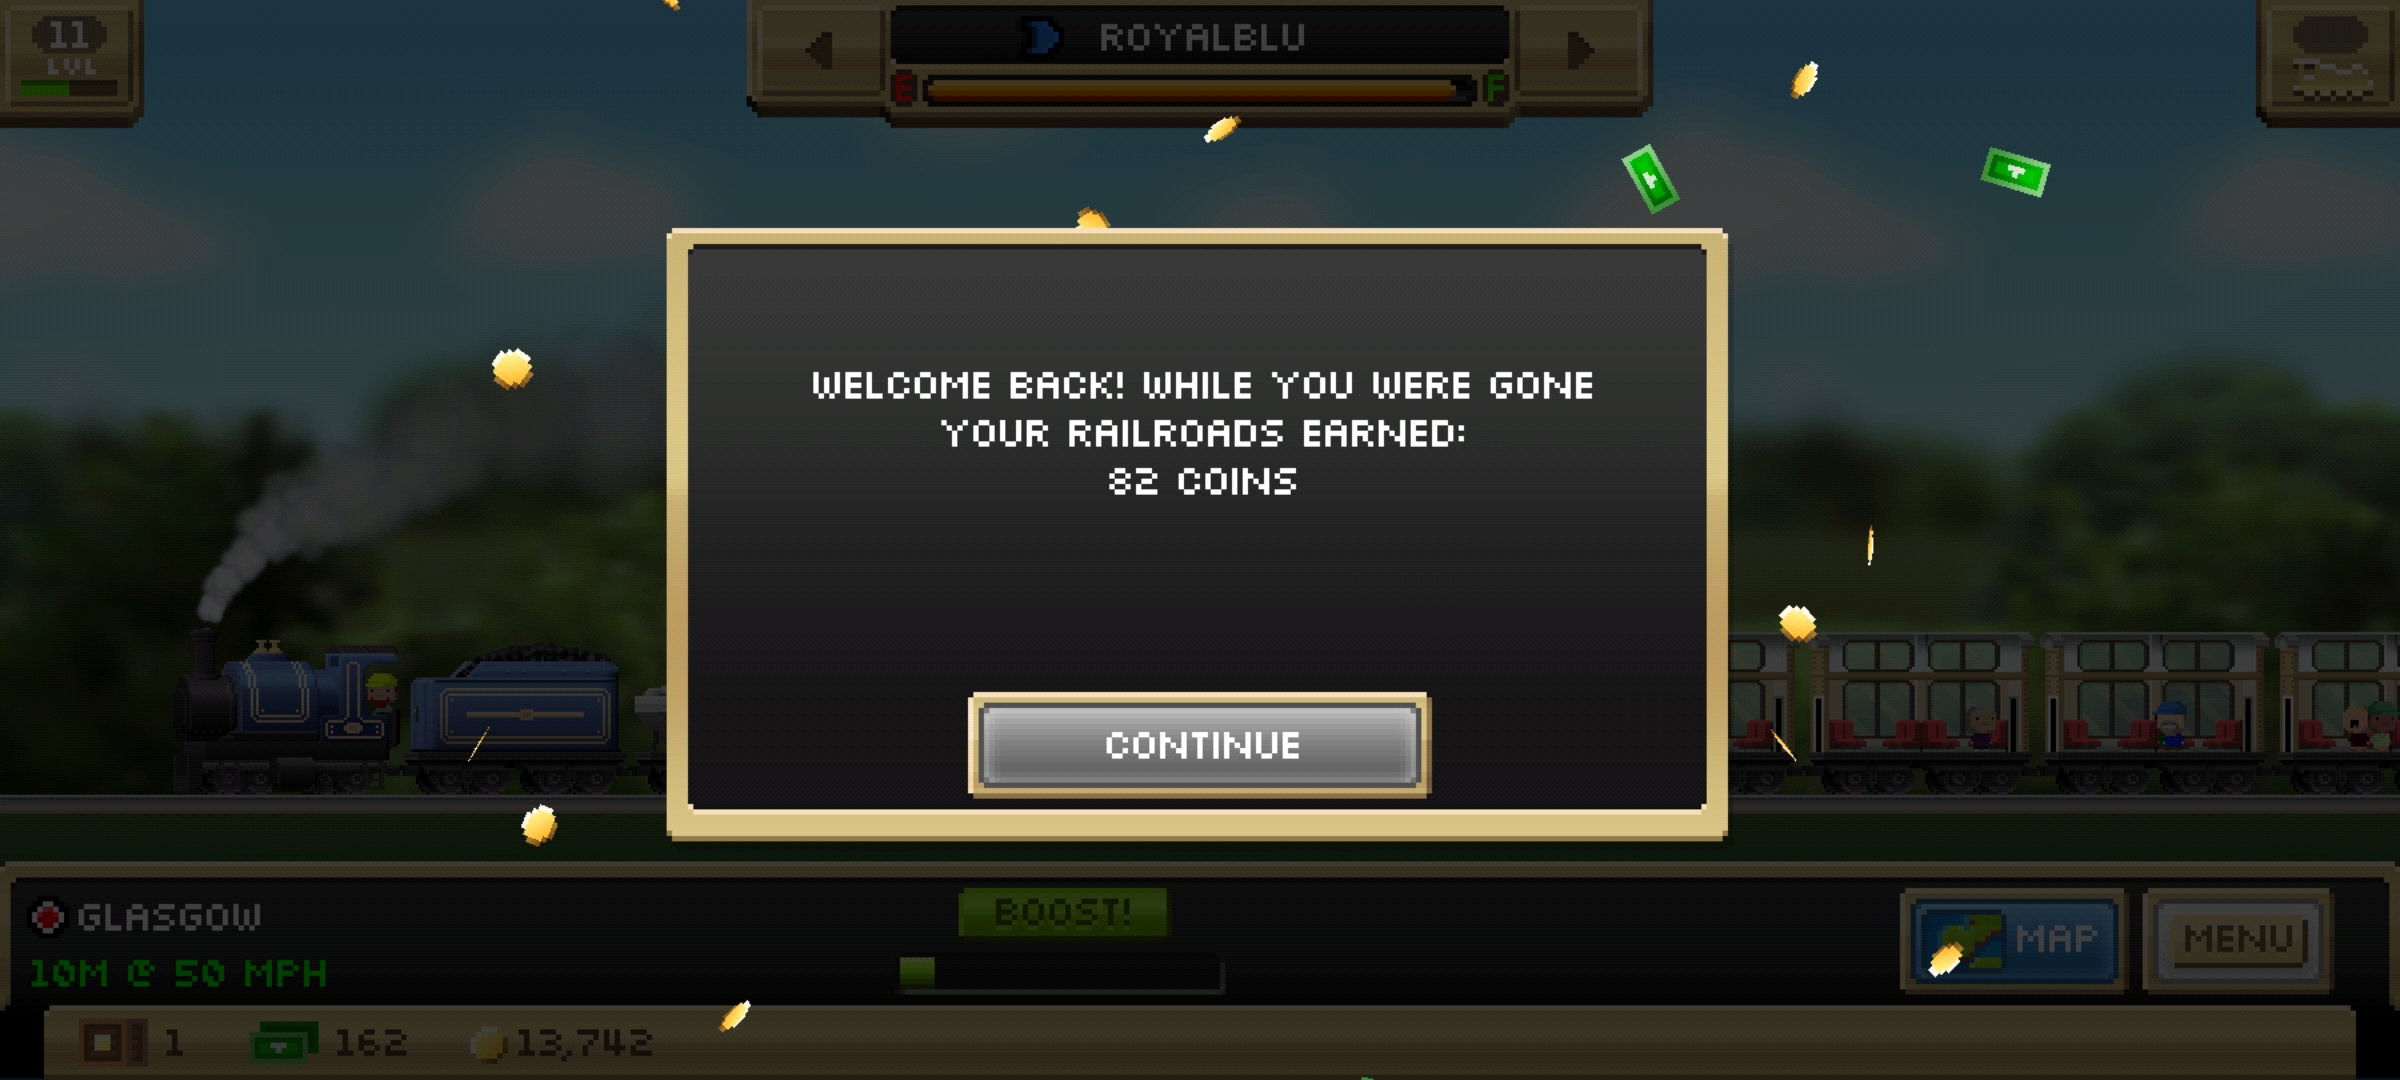 11
LVL
ROYALBLU
E F
WELCOME BACK! WHILE YOU WERE GONE
YOUR RAILROADS EARNED:
82 COINS
CONTINUE
GLASGOW
10M @ 50 MPH
BOOST!
MAP
MENU
1
162
13,742